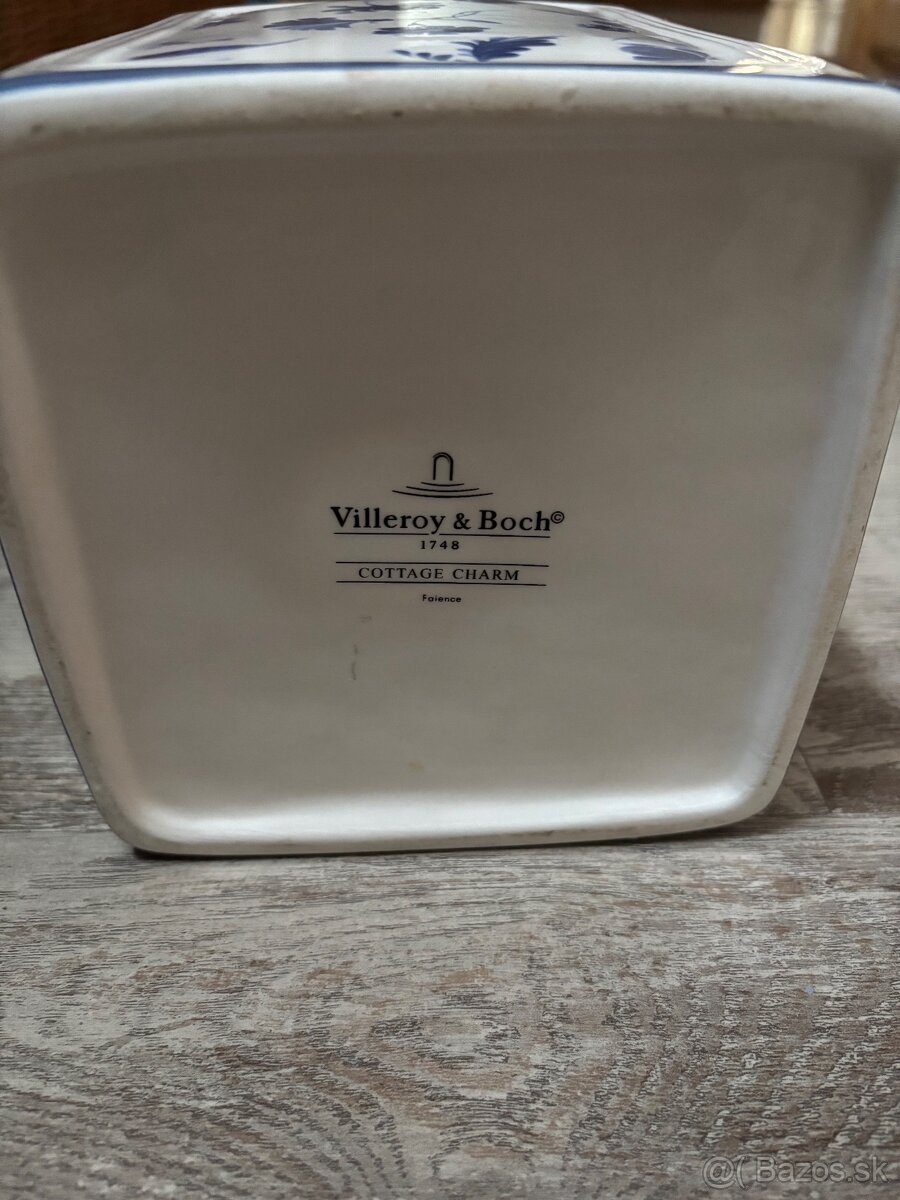 Villeroy & Boch©
1748
COTTAGE CHARM
Faience
@( Bazos.sk